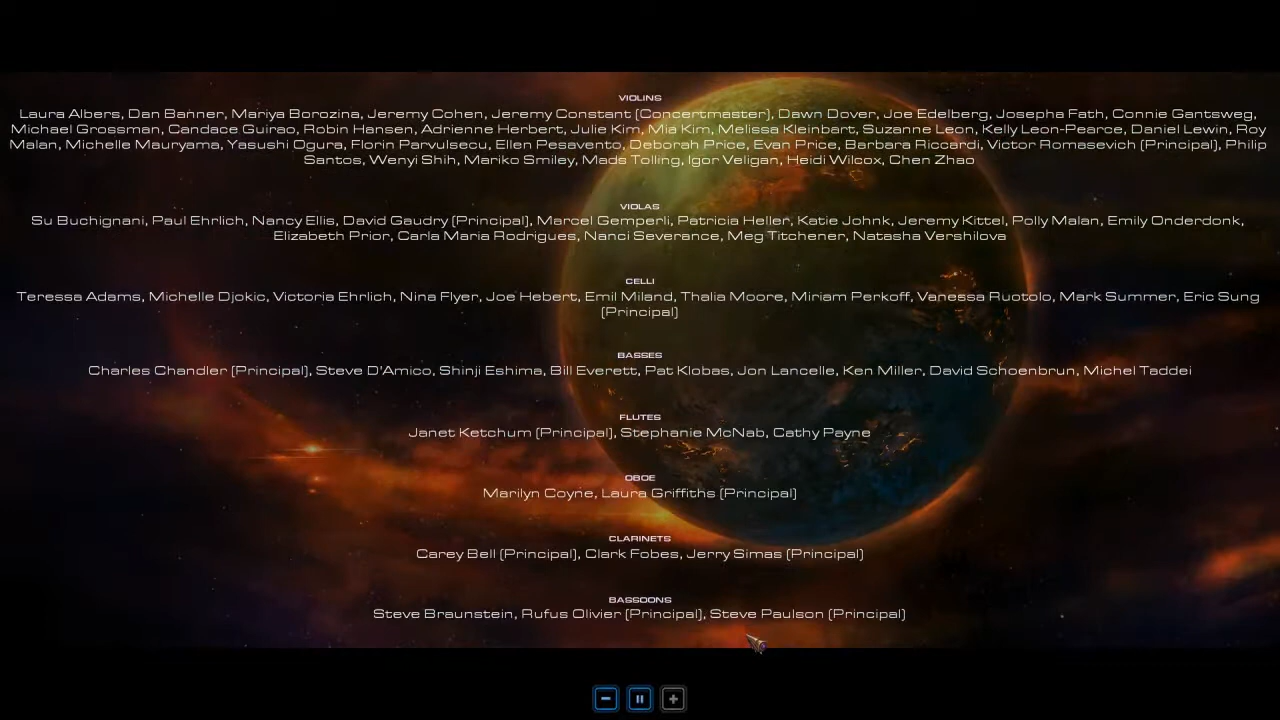 VIOLINS
Laura Albers, Dan Banner, Mariya Borozina, Jeremy Cohen, Jeremy Constant (Concertmaster), Dawn Dover, Joe Edelberg, Josepha Fath, Connie Gantsweg,
Michael Grossman, Candace Guirao, Robin Hansen, Adrienne Herbert, Julie Kim, Mia Kim, Melissa Kleinbart, Suzanne Leon, Kelly Leon-Pearce, Daniel Lewin, Roy
Malan, Michelle Mauryama, Yasushi Ogura, Florin Parvulsecu, Ellen Pesavento, Deborah Price, Evan Price, Barbara Riccardi, Victor Romasevich (Principal), Philip
Santos, Wenyi Shih, Mariko Smiley, Mads Tolling, Igor Veligan, Heidi Wilcox, Chen Zhao
VIOLAS
Su Buchignani, Paul Ehrlich, Nancy Ellis, David Gaudry (Principal), Marcel Gemperli, Patricia Heller, Katie Johnk, Jeremy Kittel, Polly Malan, Emily Onderdonk,
Elizabeth Prior, Carla Maria Rodrigues, Nanci Severance, Meg Titchener, Natasha Vershilova
CELLI
Teressa Adams, Michelle Djokic, Victoria Ehrlich, Nina Flyer, Joe Hebert, Emil Miland, Thalia Moore, Miriam Perkoff, Vanessa Ruotolo, Mark Summer, Eric Sung
(Principal)
BASSES
Charles Chandler (Principal), Steve D'Amico, Shinji Eshima, Bill Everett, Pat Klobas, Jon Lancelle, Ken Miller, David Schoenbrun, Michel Taddei
FLUTES
Janet Ketchum (Principal), Stephanie McNab, Cathy Payne
OBOE
Marilyn Coyne, Laura Griffiths (Principal)
CLARINETS
Carey Bell (Principal), Clark Fobes, Jerry Simas (Principal)
BASSOONS
Steve Braunstein, Rufus Olivier (Principal), Steve Paulson (Principal)